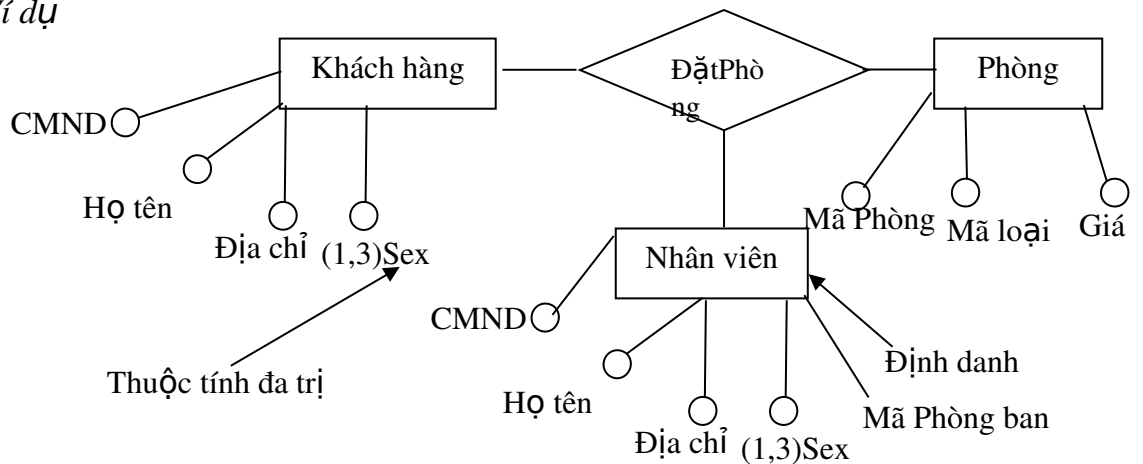 í dụ
Khách hàng
ĐặtPhò
ng
Phòng
CMND
Họ tên
Địa chỉ
(1,3)Sex
Mã Phòng
Mã loại
Giá
Nhân viên
CMND
Thuộc tính đa trị
Định danh
Họ tên
Mã Phòng ban
Địa chỉ
(1,3)Sex